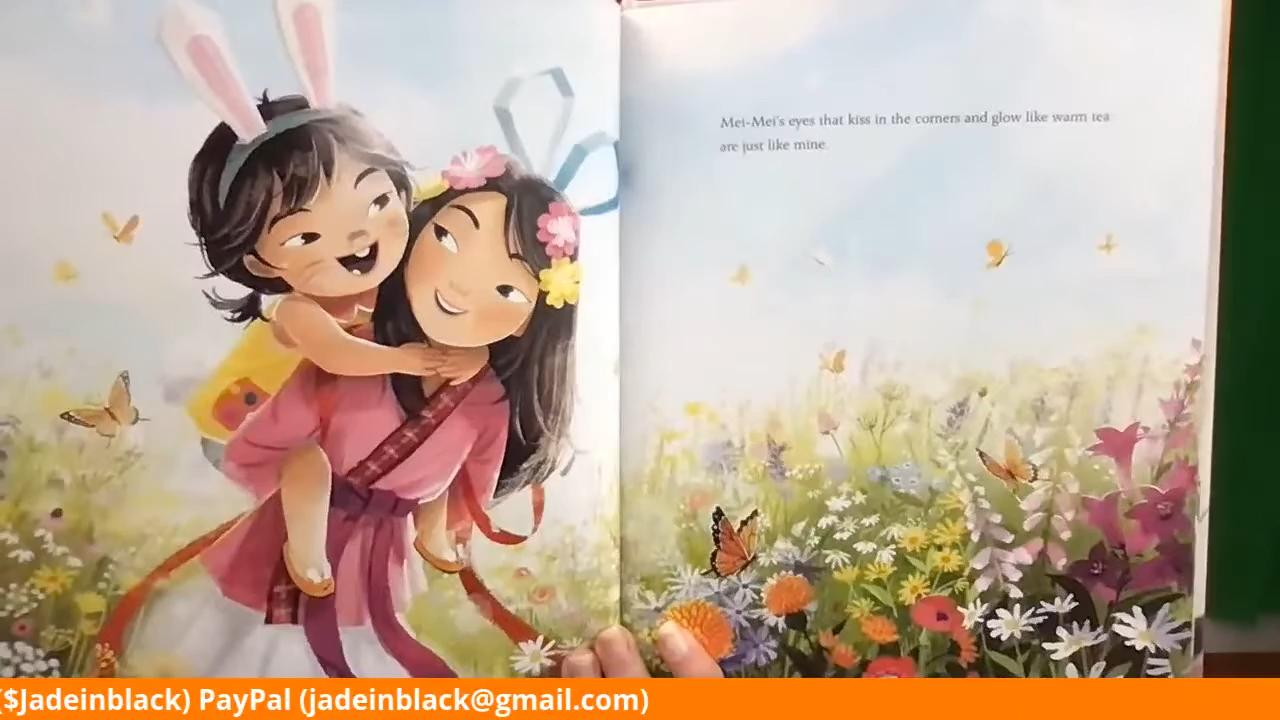 Mei-Mei's eyes that kiss in the corners and glow like warm tea
are just like mine.
($Jadeinblack) PayPal (jadeinblack@gmail.com)